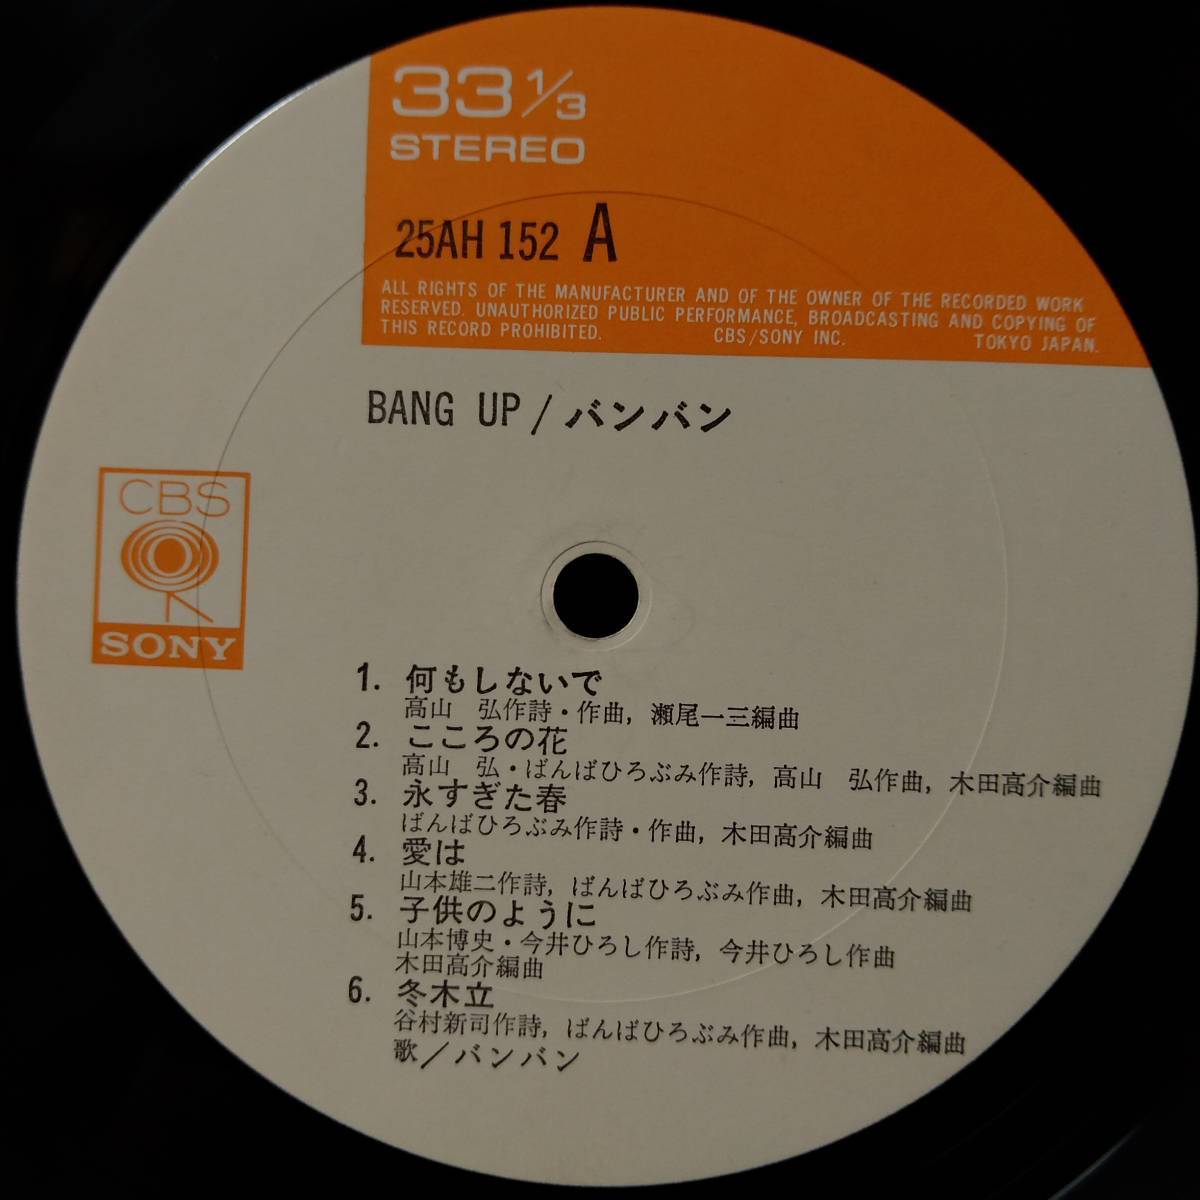 33 1/3
STEREO
25AH 152 A
ALL RIGHTS OF THE MANUFACTURER AND OF THE OWNER OF THE RECORDED WORK
RESERVED. UNAUTHORIZED PUBLIC PERFORMANCE, BROADCASTING AND COPYING OF
THIS RECORD PROHIBITED. CBS/SONY INC. TOKYO JAPAN.
BANG UP / バンバン
CBS
SONY
1. 何もしないで
高山 弘作詩・作曲, 瀬尾一三編曲
2. こころの花
高山 弘・ばんばひろぶみ作詩, 高山 弘作曲, 木田高介編曲
3. 永すぎた春
ばんばひろぶみ作詩・作曲, 木田高介編曲
4. 愛は
山本雄二作詩, ばんばひろぶみ作曲, 木田高介編曲
5. 子供のように
山本博史・今井ひろし作詩, 今井ひろし作曲
木田高介編曲
6. 冬木立
谷村新司作詩, ばんばひろぶみ作曲, 木田高介編曲
歌／バンバン